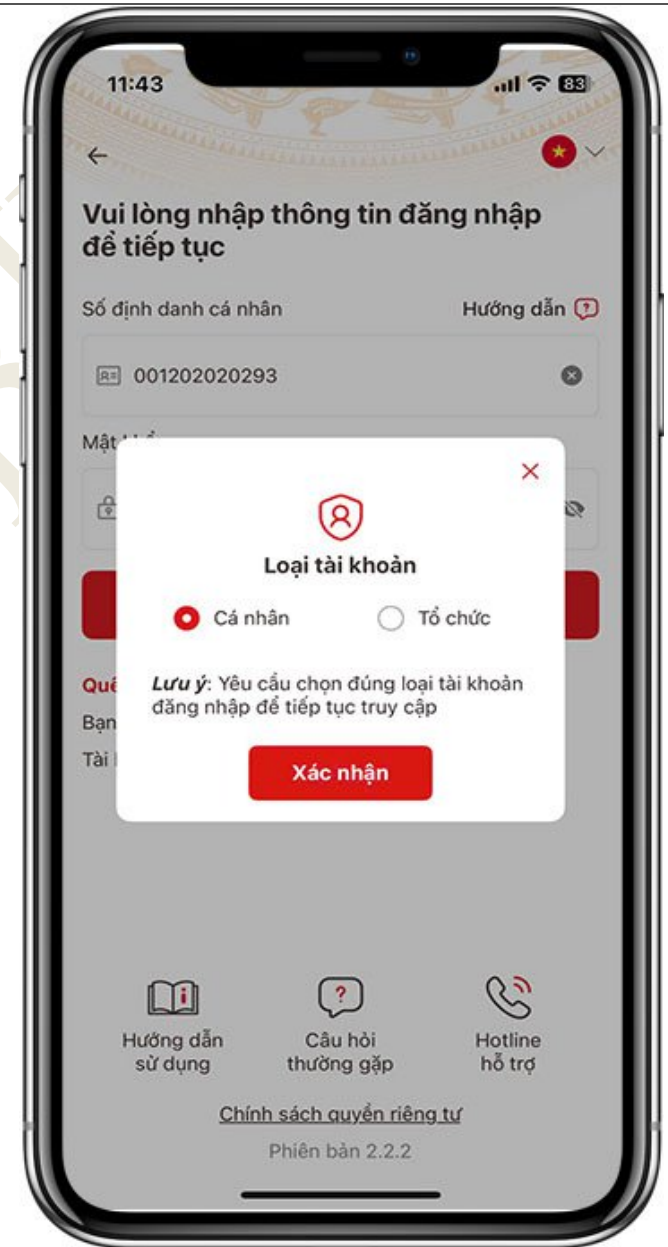 11:43
83
Vui lòng nhập thông tin đăng nhập
để tiếp tục
Số định danh cá nhân
Hướng dẫn
001202020293
Mật
Loại tài khoản
Cá nhân
Tổ chức
Lưu ý: Yêu cầu chọn đúng loại tài khoản
đăng nhập để tiếp tục truy cập
Bạn
Tài
Xác nhận
Hướng dẫn
sử dụng
Câu hỏi
thường gặp
Hotline
hỗ trợ
Chính sách quyền riêng tư
Phiên bản 2.2.2